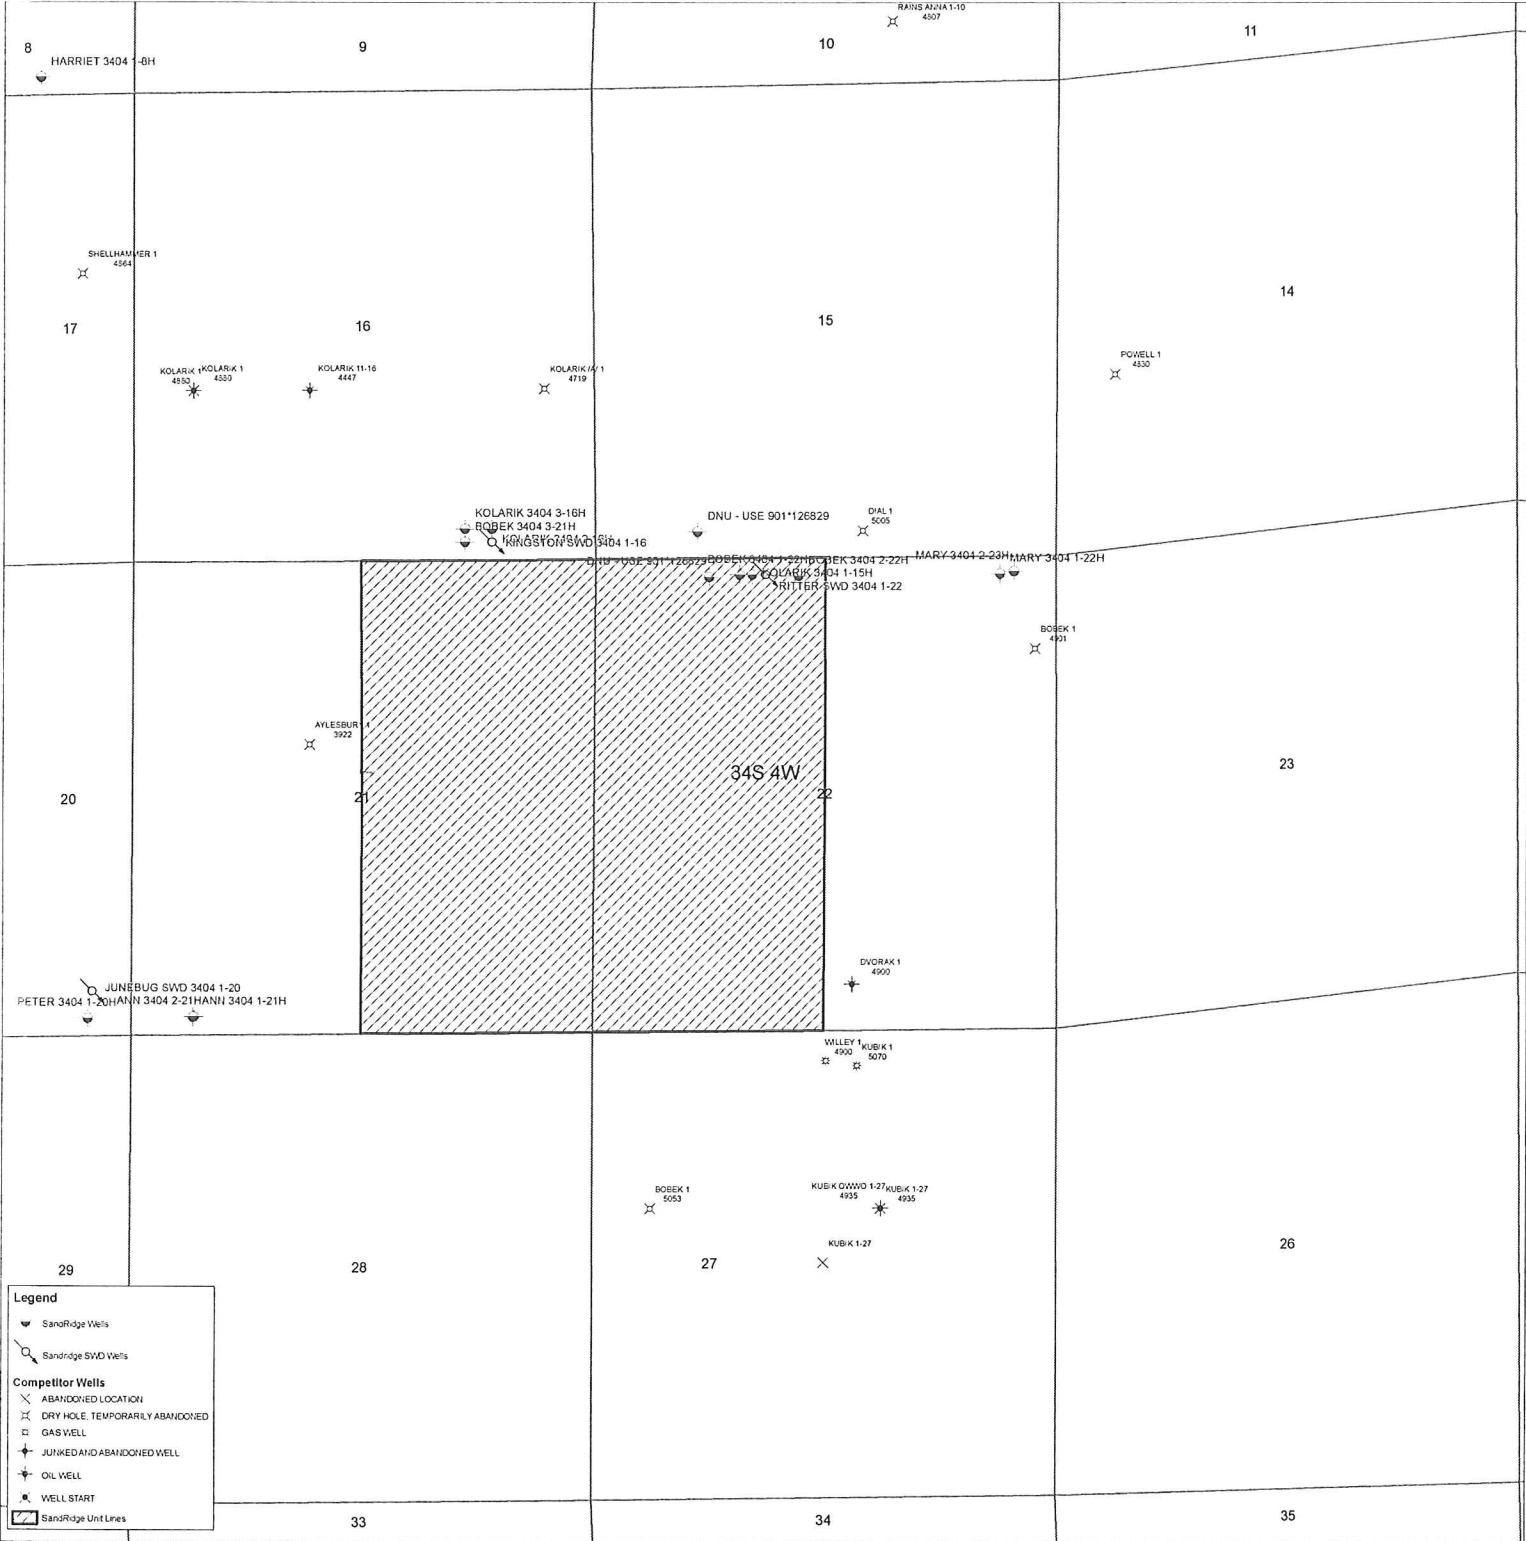 RAINS ANNA 1-10
4807
8
9
10
11
HARRIET 3404 1-8H
SHELLHAMMER 1
4564
17
16
15
14
KOLARIK 1
KOLARIK 1
KOLARIK 11-16
4447
KOLARIK /A/ 1
4719
POWELL 1
4830
KOLARIK 3404 3-16H
BOBEK 3404 3-21H
KINGSTON SWD 3404 1-16
DNU - USE 901*126829
DIAL 1
5005
BOBEK 3404 1-22H
BOBEK 3404 2-22H
KOLARIK 3404 1-15H
RITTER SWD 3404 1-22
MARY 3404 2-23H
MARY 3404 1-22H
BOBEK 1
4901
AYLESBURY 1
3922
34S 4W
20
21
22
23
DVORAK 1
4900
JUNEBUG SWD 3404 1-20
PETER 3404 1-20H
ANN 3404 2-21H
ANN 3404 1-21H
WILLEY 1
4900
KUBIK 1
5070
BOBEK 1
5053
KUBIK OWWO 1-27
4935
KUBIK 1-27
4935
KUBIK 1-27
29
28
27
26
Legend
SandRidge Wells
Sandridge SWD Wells
Competitor Wells
ABANDONED LOCATION
DRY HOLE, TEMPORARILY ABANDONED
GAS WELL
JUNKED AND ABANDONED WELL
OIL WELL
WELL START
SandRidge Unit Lines
33
34
35